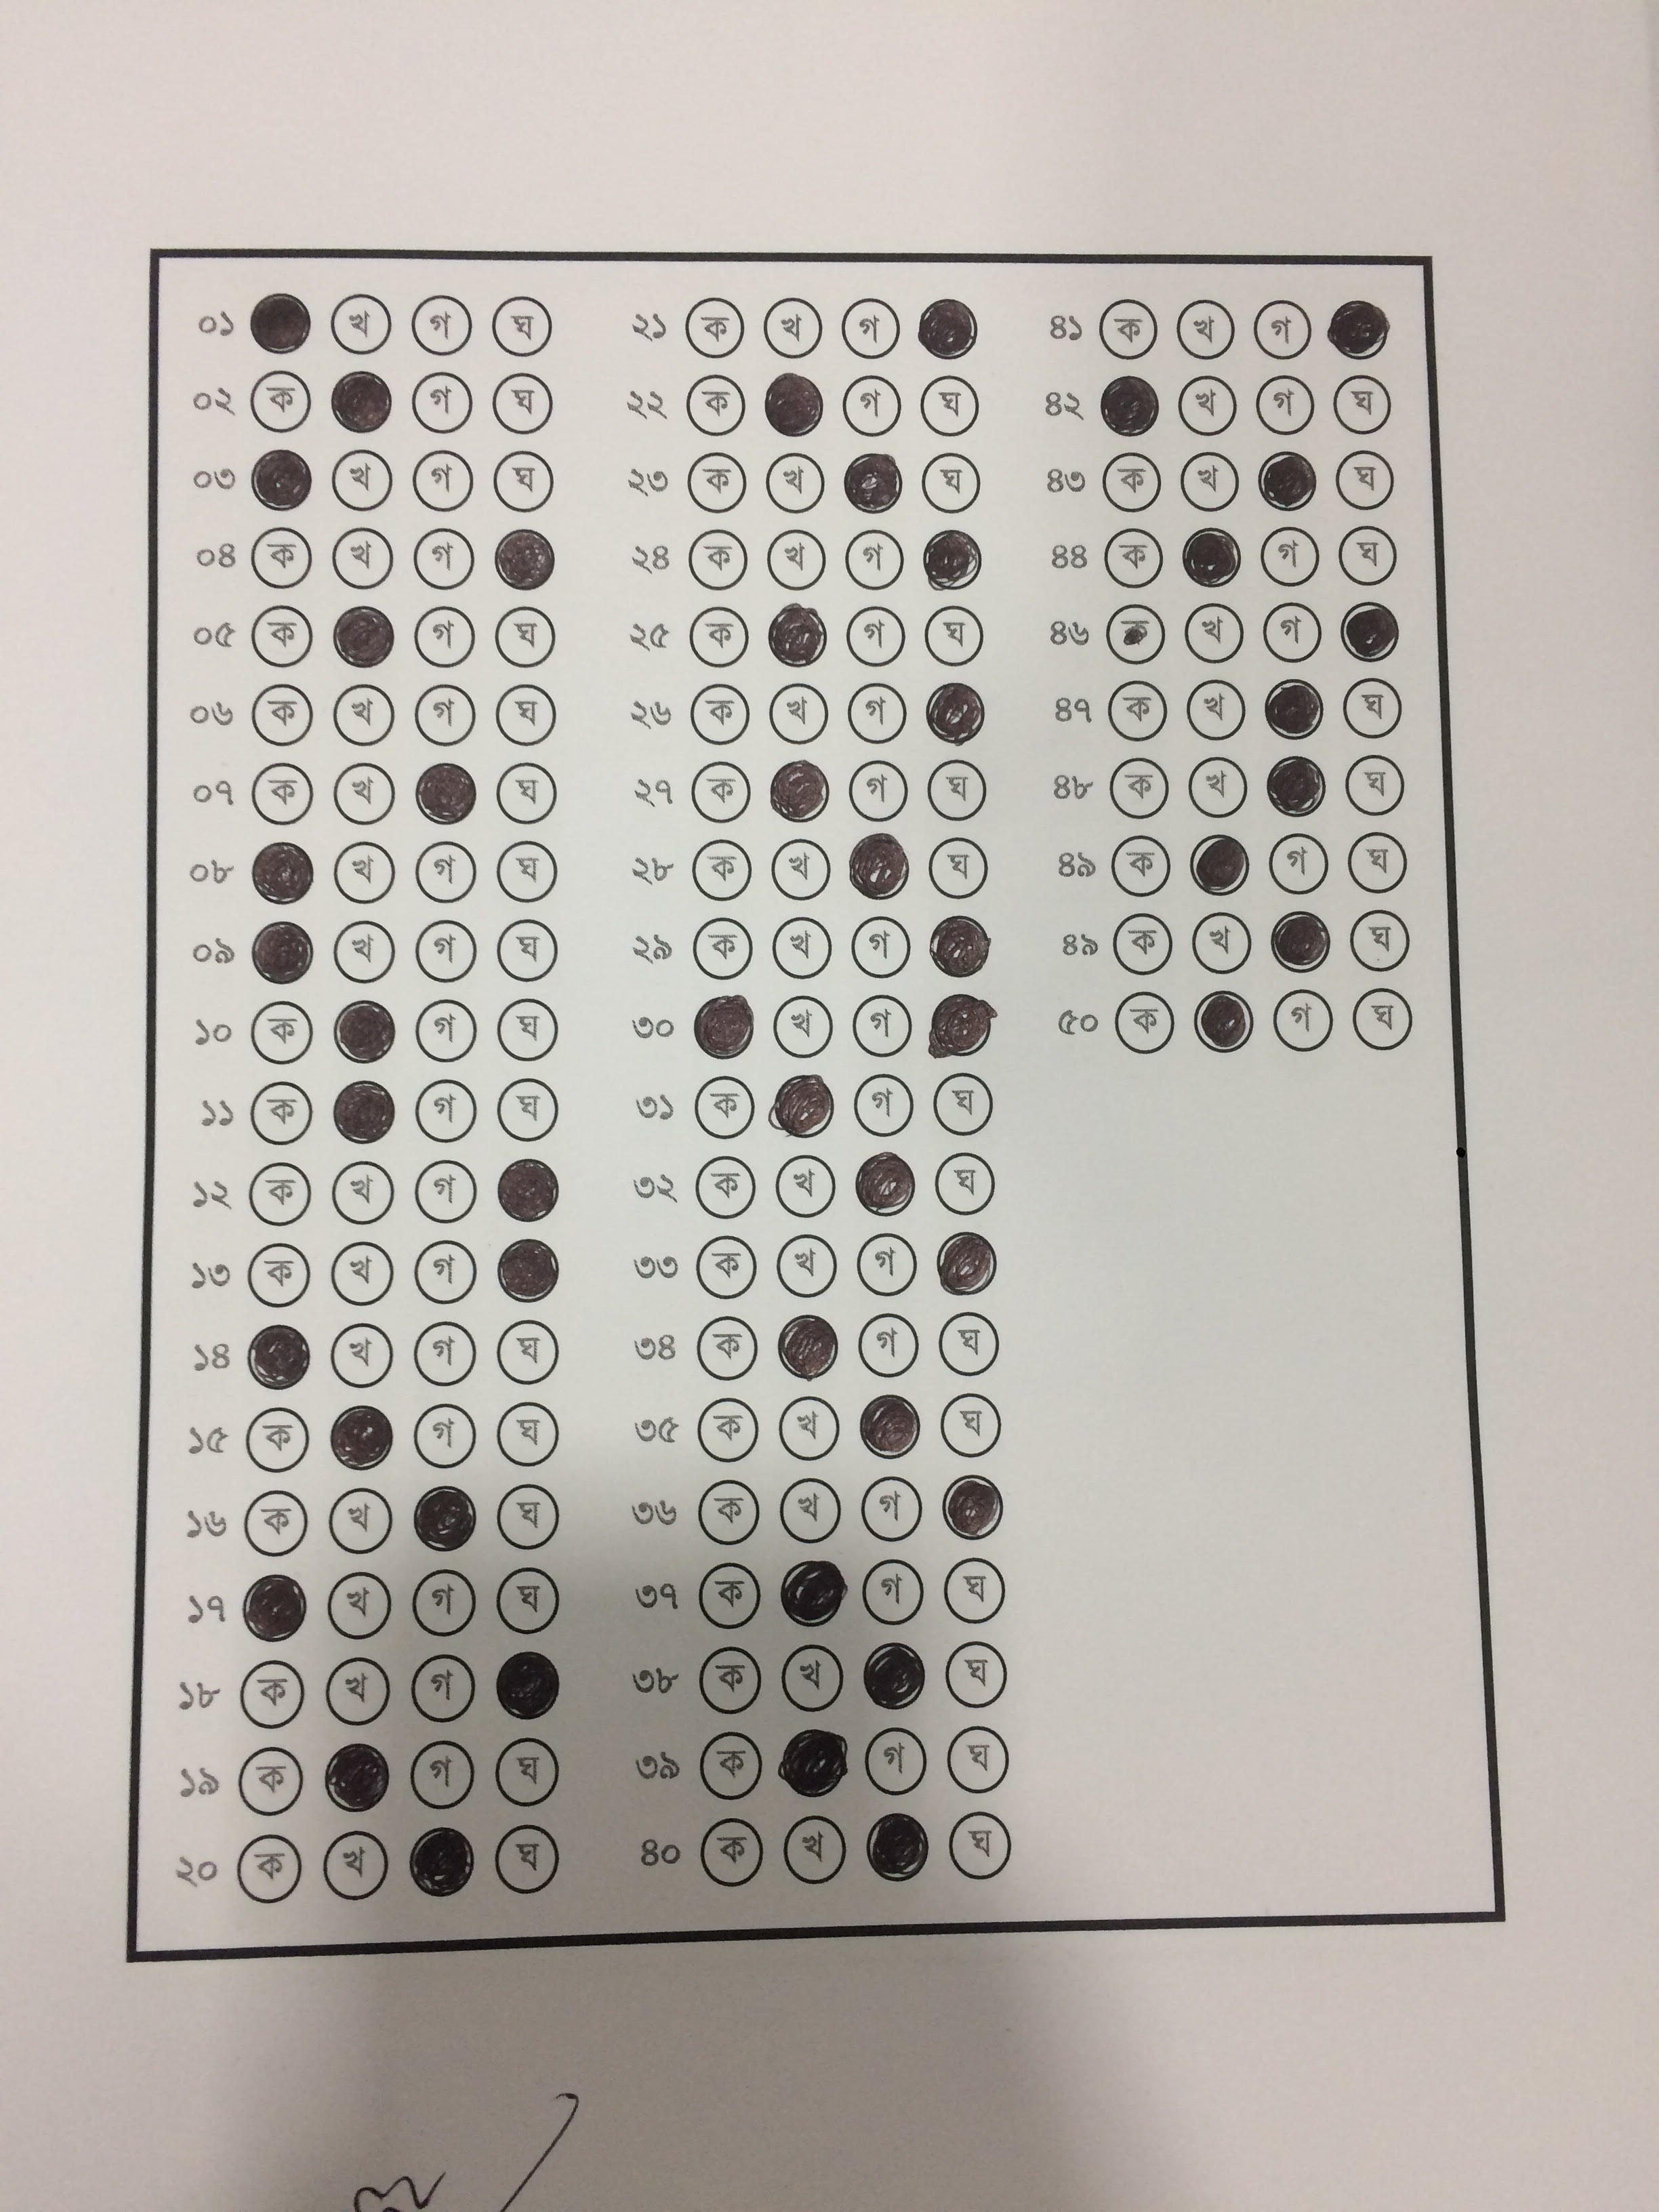 ০১ খ গ ঘ
০২ ক গ ঘ
০৩ খ গ ঘ
০৪ ক খ গ
০৫ ক গ ঘ
০৬ ক খ গ ঘ
০৭ ক খ ঘ
০৮ খ গ ঘ
০৯ খ গ ঘ
১০ ক গ ঘ
১১ ক গ ঘ
১২ ক খ গ
১৩ ক খ গ
১৪ খ গ ঘ
১৫ ক গ ঘ
১৬ ক খ ঘ
১৭ খ গ ঘ
১৮ ক খ গ
১৯ ক গ ঘ
২০ ক খ ঘ
২১ ক খ গ
২২ ক গ ঘ
২৩ ক খ ঘ
২৪ ক খ গ
২৫ ক গ ঘ
২৬ ক খ গ
২৭ ক গ ঘ
২৮ ক খ ঘ
২৯ ক খ গ
৩০ খ গ
৩১ ক গ ঘ
৩২ ক খ ঘ
৩৩ ক খ গ
৩৪ ক গ ঘ
৩৫ ক খ ঘ
৩৬ ক খ গ
৩৭ ক গ ঘ
৩৮ ক খ ঘ
৩৯ ক গ ঘ
৪০ ক খ ঘ
৪১ ক খ গ
৪২ খ গ ঘ
৪৩ ক খ ঘ
৪৪ ক গ ঘ
৪৬ ক খ গ
৪৭ ক খ ঘ
৪৮ ক খ ঘ
৪৯ ক গ ঘ
৪৯ ক খ ঘ
৫০ ক গ ঘ